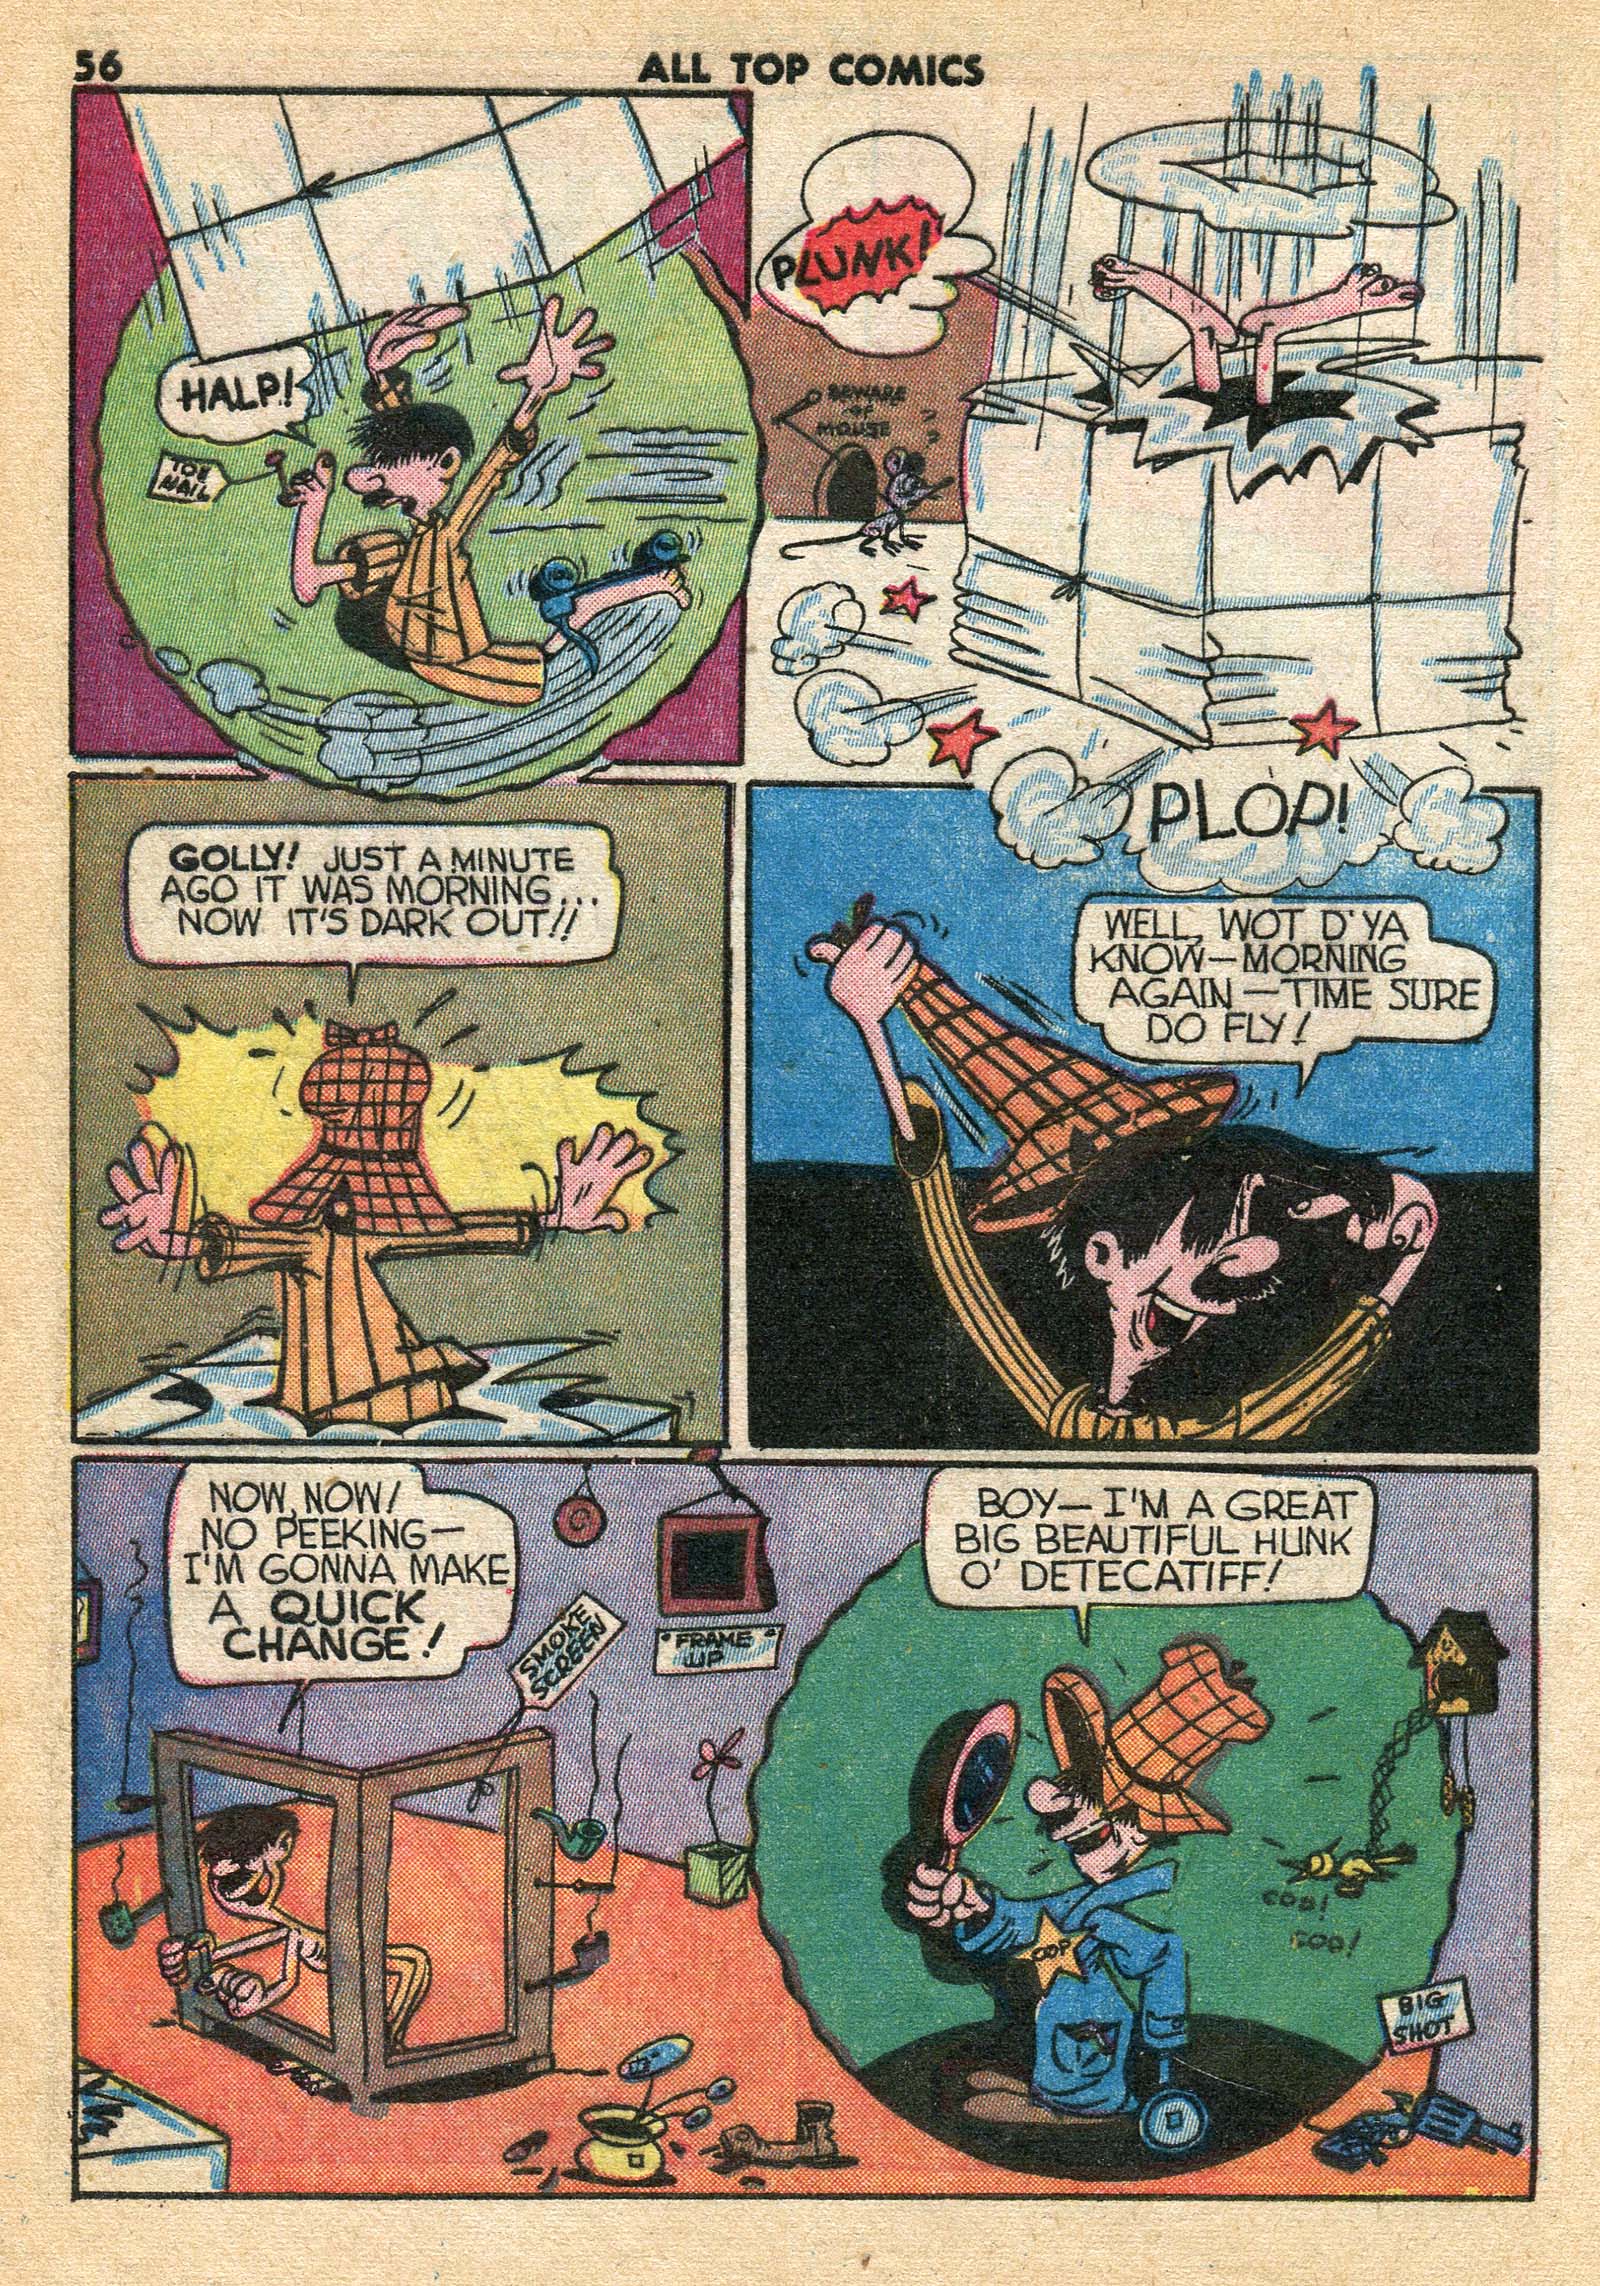 56
ALL TOP COMICS
HALP!
TOE
NAIL
PLUNK!
BEWARE
OF
MOUSE
PLOP!
GOLLY! JUST A MINUTE
AGO IT WAS MORNING...
NOW IT'S DARK OUT!!
WELL, WOT D'YA
KNOW—MORNING
AGAIN—TIME SURE
DO FLY!
NOW, NOW!
NO PEEKING—
I'M GONNA MAKE
A QUICK
CHANGE!
SMOKE
SCREEN
"FRAME"
UP
BOY—I'M A GREAT
BIG BEAUTIFUL HUNK
O' DETECATIFF!
COP
COO!
COO!
BIG
SHOT